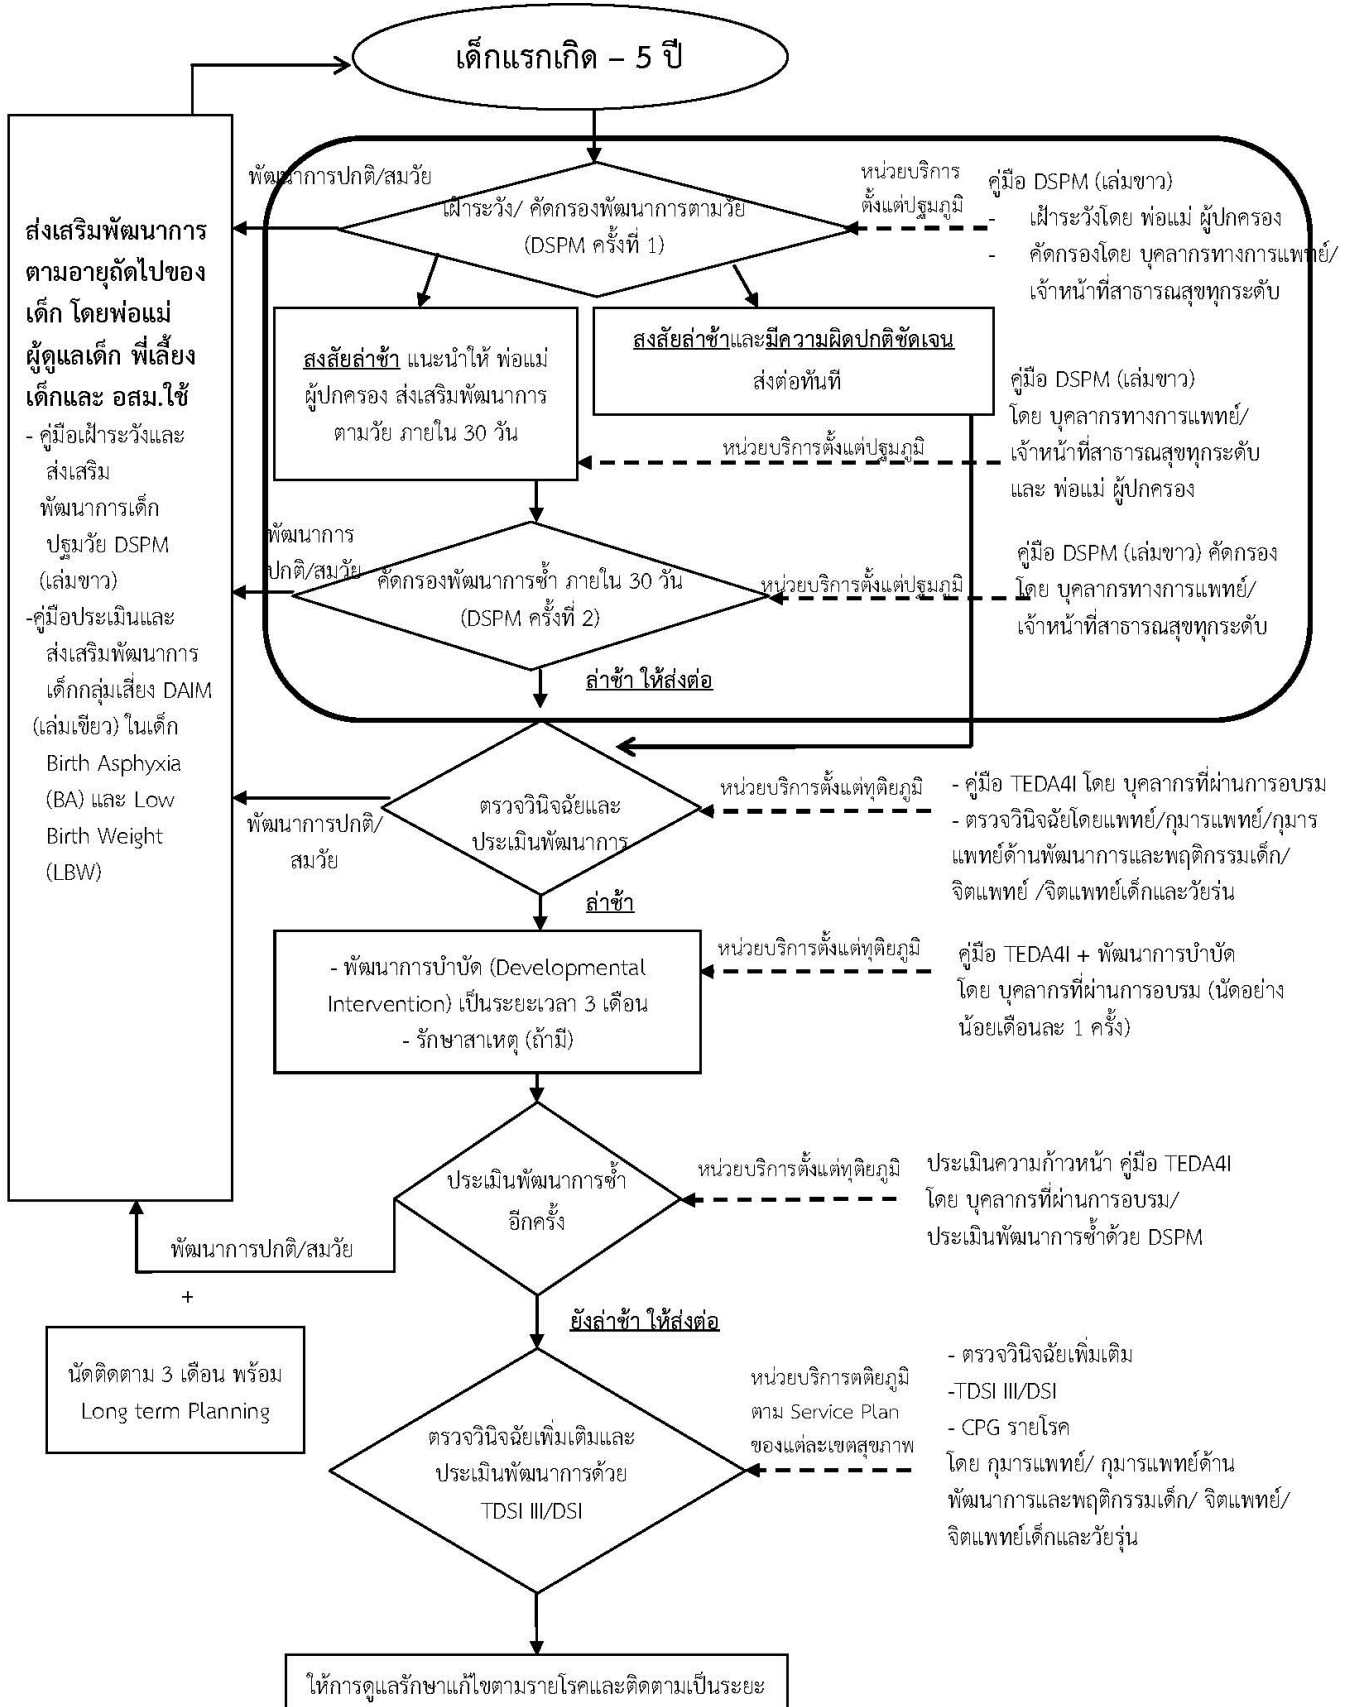 เด็กแรกเกิด – 5 ปี
พัฒนาการปกติ/สมวัย
เฝ้าระวัง/ คัดกรองพัฒนาการตามวัย
(DSPM ครั้งที่ 1)
หน่วยบริการ
ตั้งแต่ปฐมภูมิ
คู่มือ DSPM (เล่มขาว)
- เฝ้าระวังโดย พ่อแม่ ผู้ปกครอง
- คัดกรองโดย บุคลากรทางการแพทย์/
เจ้าหน้าที่สาธารณสุขทุกระดับ
ส่งเสริมพัฒนาการ
ตามอายุถัดไปของ
เด็ก โดยพ่อแม่
ผู้ดูแลเด็ก พี่เลี้ยง
เด็กและ อสม.ใช้
- คู่มือเฝ้าระวังและ
ส่งเสริม
พัฒนาการเด็ก
ปฐมวัย DSPM
(เล่มขาว)
-คู่มือประเมินและ
ส่งเสริมพัฒนาการ
เด็กกลุ่มเสี่ยง DAIM
(เล่มเขียว) ในเด็ก
Birth Asphyxia
(BA) และ Low
Birth Weight
(LBW)
สงสัยล่าช้า แนะนำให้ พ่อแม่
ผู้ปกครอง ส่งเสริมพัฒนาการ
ตามวัย ภายใน 30 วัน
สงสัยล่าช้าและมีความผิดปกติชัดเจน
ส่งต่อทันที
หน่วยบริการตั้งแต่ปฐมภูมิ
คู่มือ DSPM (เล่มขาว)
โดย บุคลากรทางการแพทย์/
เจ้าหน้าที่สาธารณสุขทุกระดับ
และ พ่อแม่ ผู้ปกครอง
พัฒนาการ
ปกติ/สมวัย
คัดกรองพัฒนาการซ้ำ ภายใน 30 วัน
(DSPM ครั้งที่ 2)
หน่วยบริการตั้งแต่ปฐมภูมิ
คู่มือ DSPM (เล่มขาว) คัดกรอง
โดย บุคลากรทางการแพทย์/
เจ้าหน้าที่สาธารณสุขทุกระดับ
ล่าช้า ให้ส่งต่อ
พัฒนาการปกติ/
สมวัย
ตรวจวินิจฉัยและ
ประเมินพัฒนาการ
หน่วยบริการตั้งแต่ทุติยภูมิ
- คู่มือ TEDA4I โดย บุคลากรที่ผ่านการอบรม
- ตรวจวินิจฉัยโดยแพทย์/กุมารแพทย์/กุมาร
แพทย์ด้านพัฒนาการและพฤติกรรมเด็ก/
จิตแพทย์ /จิตแพทย์เด็กและวัยรุ่น
ล่าช้า
- พัฒนาการบำบัด (Developmental
Intervention) เป็นระยะเวลา 3 เดือน
- รักษาสาเหตุ (ถ้ามี)
หน่วยบริการตั้งแต่ทุติยภูมิ
คู่มือ TEDA4I + พัฒนาการบำบัด
โดย บุคลากรที่ผ่านการอบรม (นัดอย่าง
น้อยเดือนละ 1 ครั้ง)
ประเมินพัฒนาการซ้ำ
อีกครั้ง
หน่วยบริการตั้งแต่ทุติยภูมิ
ประเมินความก้าวหน้า คู่มือ TEDA4I
โดย บุคลากรที่ผ่านการอบรม/
ประเมินพัฒนาการซ้ำด้วย DSPM
พัฒนาการปกติ/สมวัย
+
นัดติดตาม 3 เดือน พร้อม
Long term Planning
ยังล่าช้า ให้ส่งต่อ
ตรวจวินิจฉัยเพิ่มเติมและ
ประเมินพัฒนาการด้วย
TDSI III/DSI
หน่วยบริการตติยภูมิ
ตาม Service Plan
ของแต่ละเขตสุขภาพ
- ตรวจวินิจฉัยเพิ่มเติม
-TDSI III/DSI
- CPG รายโรค
โดย กุมารแพทย์/ กุมารแพทย์ด้าน
พัฒนาการและพฤติกรรมเด็ก/ จิตแพทย์/
จิตแพทย์เด็กและวัยรุ่น
ให้การดูแลรักษาแก้ไขตามรายโรคและติดตามเป็นระยะ